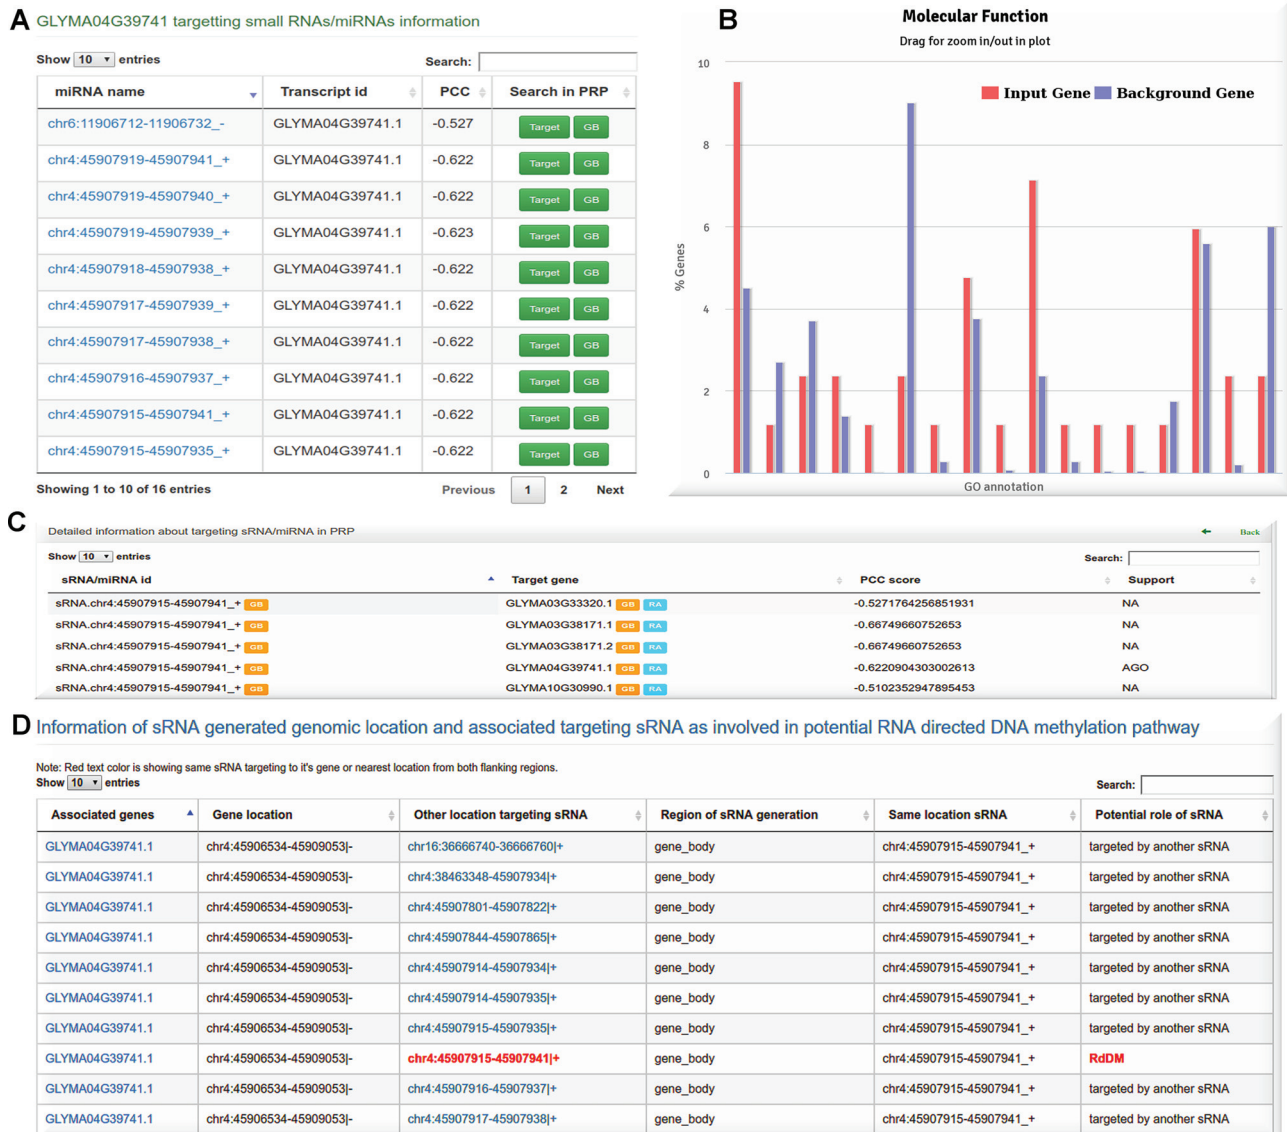 A GLYMA04G39741 targetting small RNAs/miRNAs information
Show 10 entries
Search:
miRNA name Transcript id PCC Search in PRP
chr6:11906712-11906732_- GLYMA04G39741.1 -0.527 Target GB
chr4:45907919-45907941_+ GLYMA04G39741.1 -0.622 Target GB
chr4:45907919-45907940_+ GLYMA04G39741.1 -0.622 Target GB
chr4:45907919-45907939_+ GLYMA04G39741.1 -0.623 Target GB
chr4:45907918-45907938_+ GLYMA04G39741.1 -0.622 Target GB
chr4:45907917-45907939_+ GLYMA04G39741.1 -0.622 Target GB
chr4:45907917-45907938_+ GLYMA04G39741.1 -0.622 Target GB
chr4:45907916-45907937_+ GLYMA04G39741.1 -0.622 Target GB
chr4:45907915-45907941_+ GLYMA04G39741.1 -0.622 Target GB
chr4:45907915-45907935_+ GLYMA04G39741.1 -0.622 Target GB
Showing 1 to 10 of 16 entries Previous 1 2 Next
B
Molecular Function
Drag for zoom in/out in plot
Input Gene Background Gene
% Genes
10
8
6
4
2
0
GO annotation
C
Detailed information about targeting sRNA/miRNA in PRP Back
Show 10 entries
Search:
sRNA/miRNA id Target gene PCC score Support
sRNA.chr4:45907915-45907941_+ GB GLYMA03G33320.1 GB RA -0.5271764256851931 NA
sRNA.chr4:45907915-45907941_+ GB GLYMA03G38171.1 GB RA -0.66749660752653 NA
sRNA.chr4:45907915-45907941_+ GB GLYMA03G38171.2 GB RA -0.66749660752653 NA
sRNA.chr4:45907915-45907941_+ GB GLYMA04G39741.1 GB RA -0.6220904303002613 AGO
sRNA.chr4:45907915-45907941_+ GB GLYMA10G30990.1 GB RA -0.5102352947895453 NA
D Information of sRNA generated genomic location and associated targeting sRNA as involved in potential RNA directed DNA methylation pathway
Note: Red text color is showing same sRNA targeting to it's gene or nearest location from both flanking regions.
Show 10 entries
Search:
Associated genes Gene location Other location targeting sRNA Region of sRNA generation Same location sRNA Potential role of sRNA
GLYMA04G39741.1 chr4:45906534-45909053|- chr16:36666740-36666760|+ gene_body chr4:45907915-45907941_+ targeted by another sRNA
GLYMA04G39741.1 chr4:45906534-45909053|- chr4:38463348-45907934|+ gene_body chr4:45907915-45907941_+ targeted by another sRNA
GLYMA04G39741.1 chr4:45906534-45909053|- chr4:45907801-45907822|+ gene_body chr4:45907915-45907941_+ targeted by another sRNA
GLYMA04G39741.1 chr4:45906534-45909053|- chr4:45907844-45907865|+ gene_body chr4:45907915-45907941_+ targeted by another sRNA
GLYMA04G39741.1 chr4:45906534-45909053|- chr4:45907914-45907934|+ gene_body chr4:45907915-45907941_+ targeted by another sRNA
GLYMA04G39741.1 chr4:45906534-45909053|- chr4:45907914-45907935|+ gene_body chr4:45907915-45907941_+ targeted by another sRNA
GLYMA04G39741.1 chr4:45906534-45909053|- chr4:45907915-45907935|+ gene_body chr4:45907915-45907941_+ targeted by another sRNA
GLYMA04G39741.1 chr4:45906534-45909053|- chr4:45907915-45907941|+ gene_body chr4:45907915-45907941_+ RdDM
GLYMA04G39741.1 chr4:45906534-45909053|- chr4:45907916-45907937|+ gene_body chr4:45907915-45907941_+ targeted by another sRNA
GLYMA04G39741.1 chr4:45906534-45909053|- chr4:45907917-45907938|+ gene_body chr4:45907915-45907941_+ targeted by another sRNA